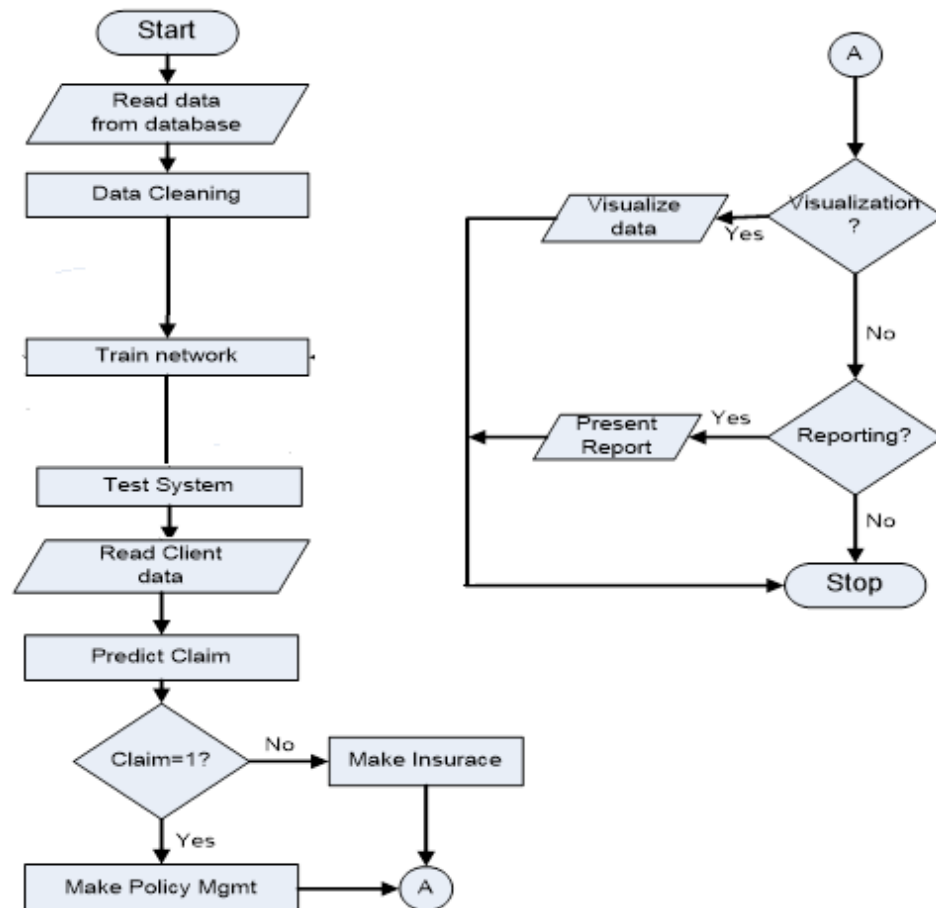 Start
Read data
from database
Data Cleaning
Train network
Test System
Read Client
data
Predict Claim
Claim=1?
No
Make Insurace
Yes
Make Policy Mgmt
A
A
Visualization
?
Yes
Visualize
data
No
Reporting?
Yes
Present
Report
No
Stop